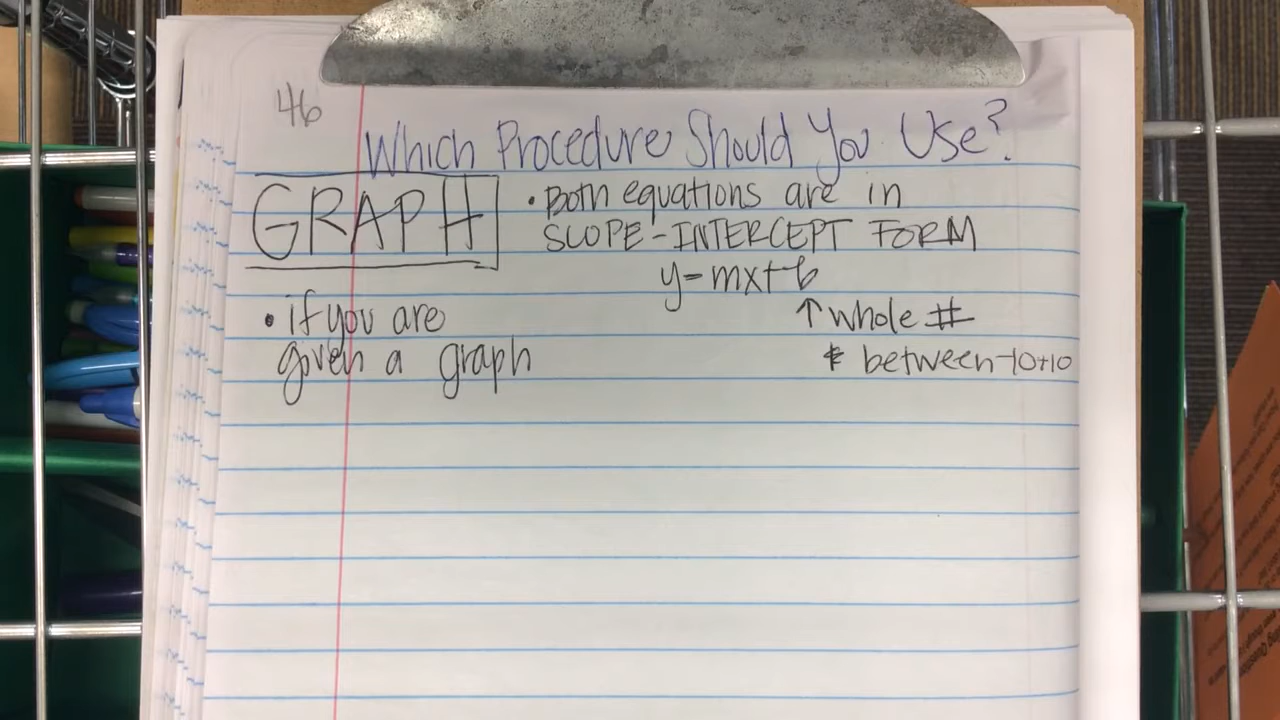 46
Which Procedure Should You Use?
GRAPH
• Both equations are in
SLOPE-INTERCEPT FORM
y=mx+b
↑ whole #
• if you are
given a graph
& between -10+10